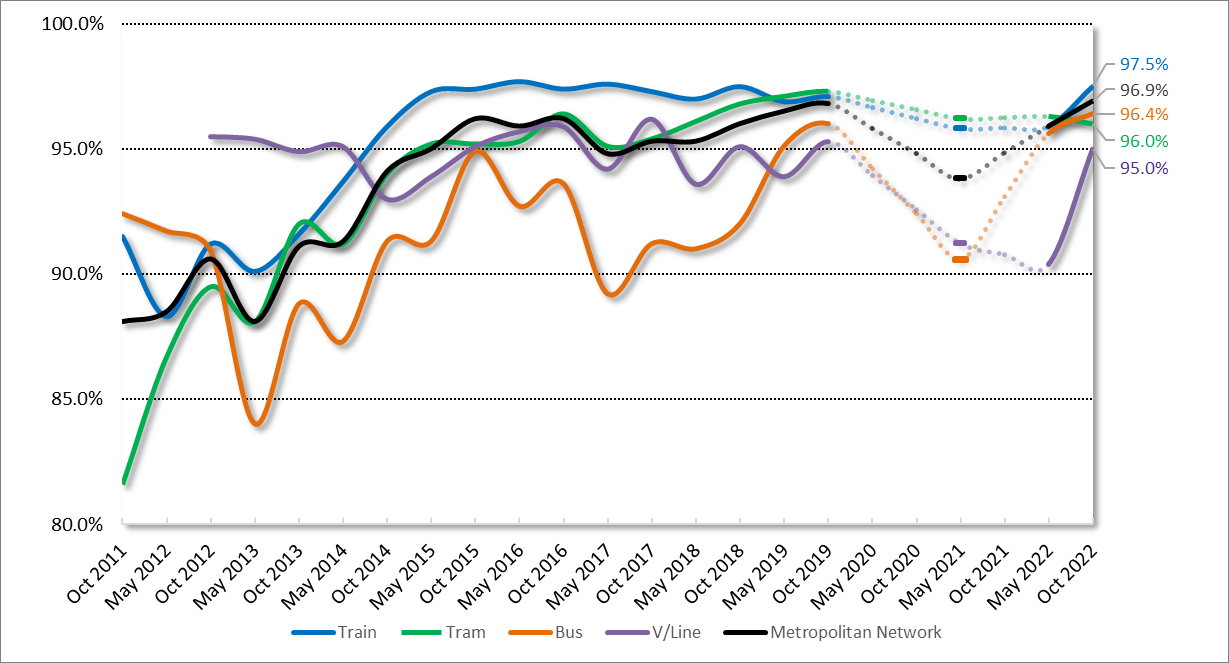 100.0%
95.0%
90.0%
85.0%
80.0%
97.5%
96.9%
96.4%
96.0%
95.0%
Oct 2011
May 2012
Oct 2012
May 2013
Oct 2013
May 2014
Oct 2014
May 2015
Oct 2015
May 2016
Oct 2016
May 2017
Oct 2017
May 2018
Oct 2018
May 2019
Oct 2019
May 2020
Oct 2020
May 2021
Oct 2021
May 2022
Oct 2022
Train Tram Bus V/Line Metropolitan Network